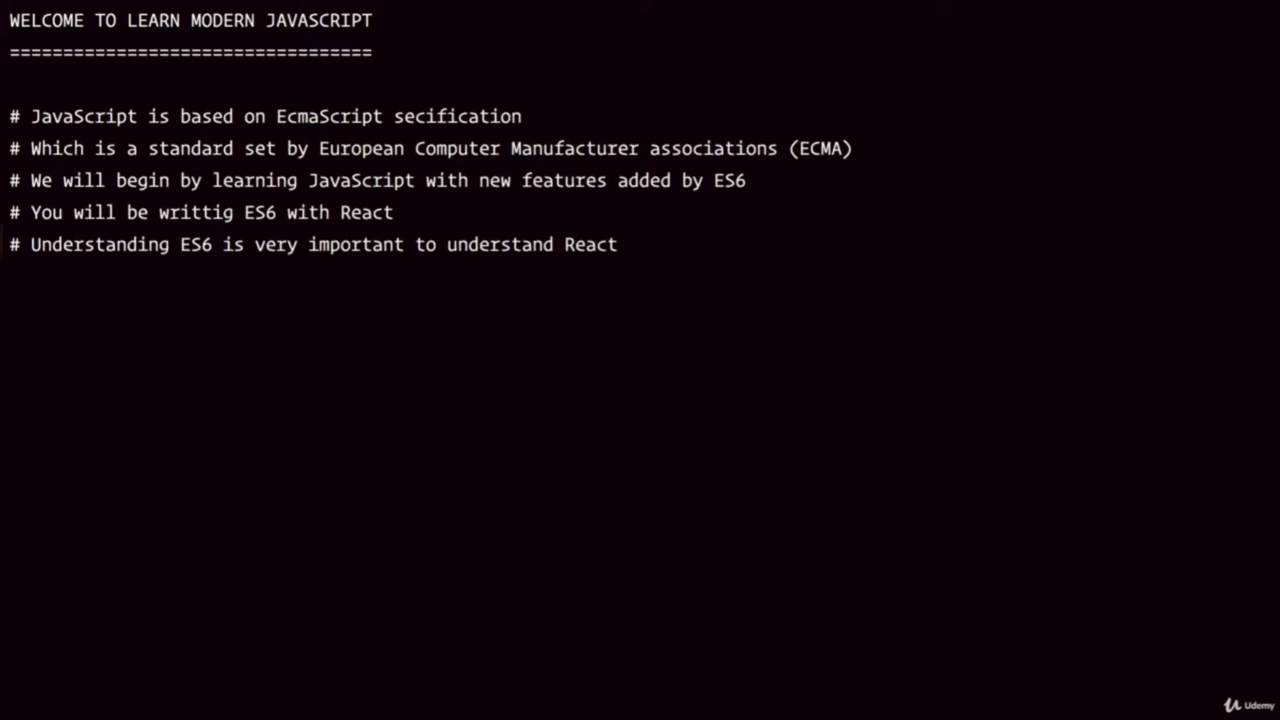 WELCOME TO LEARN MODERN JAVASCRIPT
==================================
# JavaScript is based on EcmaScript secification
# Which is a standard set by European Computer Manufacturer associations (ECMA)
# We will begin by learning JavaScript with new features added by ES6
# You will be writtig ES6 with React
# Understanding ES6 is very important to understand React
Udemy